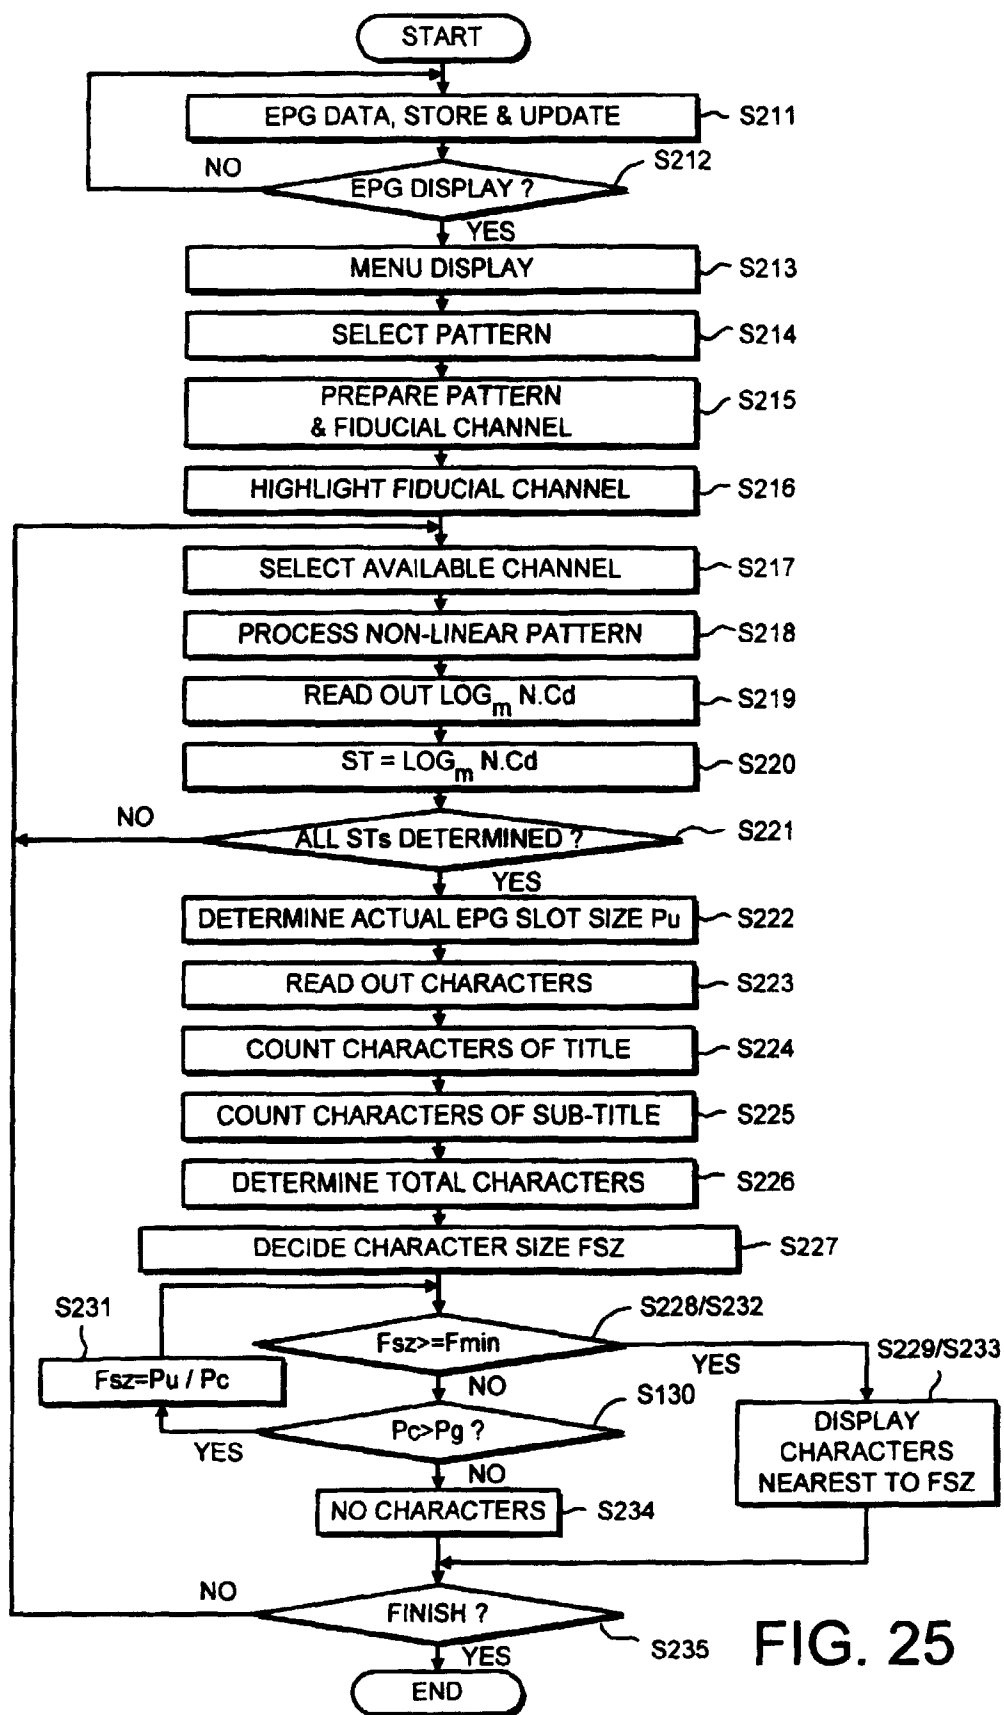 START
EPG DATA, STORE & UPDATE
S211
NO
S212
EPG DISPLAY ?
YES
MENU DISPLAY
S213
SELECT PATTERN
S214
PREPARE PATTERN
& FIDUCIAL CHANNEL
S215
HIGHLIGHT FIDUCIAL CHANNEL
S216
SELECT AVAILABLE CHANNEL
S217
PROCESS NON-LINEAR PATTERN
S218
READ OUT LOGm N.Cd
S219
ST = LOGm N.Cd
S220
NO
ALL STs DETERMINED ?
S221
YES
DETERMINE ACTUAL EPG SLOT SIZE Pu
S222
READ OUT CHARACTERS
S223
COUNT CHARACTERS OF TITLE
S224
COUNT CHARACTERS OF SUB-TITLE
S225
DETERMINE TOTAL CHARACTERS
S226
DECIDE CHARACTER SIZE FSZ
S227
S231
S228/S232
Fsz>=Fmin
YES
S229/S233
Fsz=Pu / Pc
NO
S130
Pc>Pg ?
YES
DISPLAY
CHARACTERS
NEAREST TO FSZ
NO
NO CHARACTERS
S234
NO
FINISH ?
S235
YES
END
FIG. 25